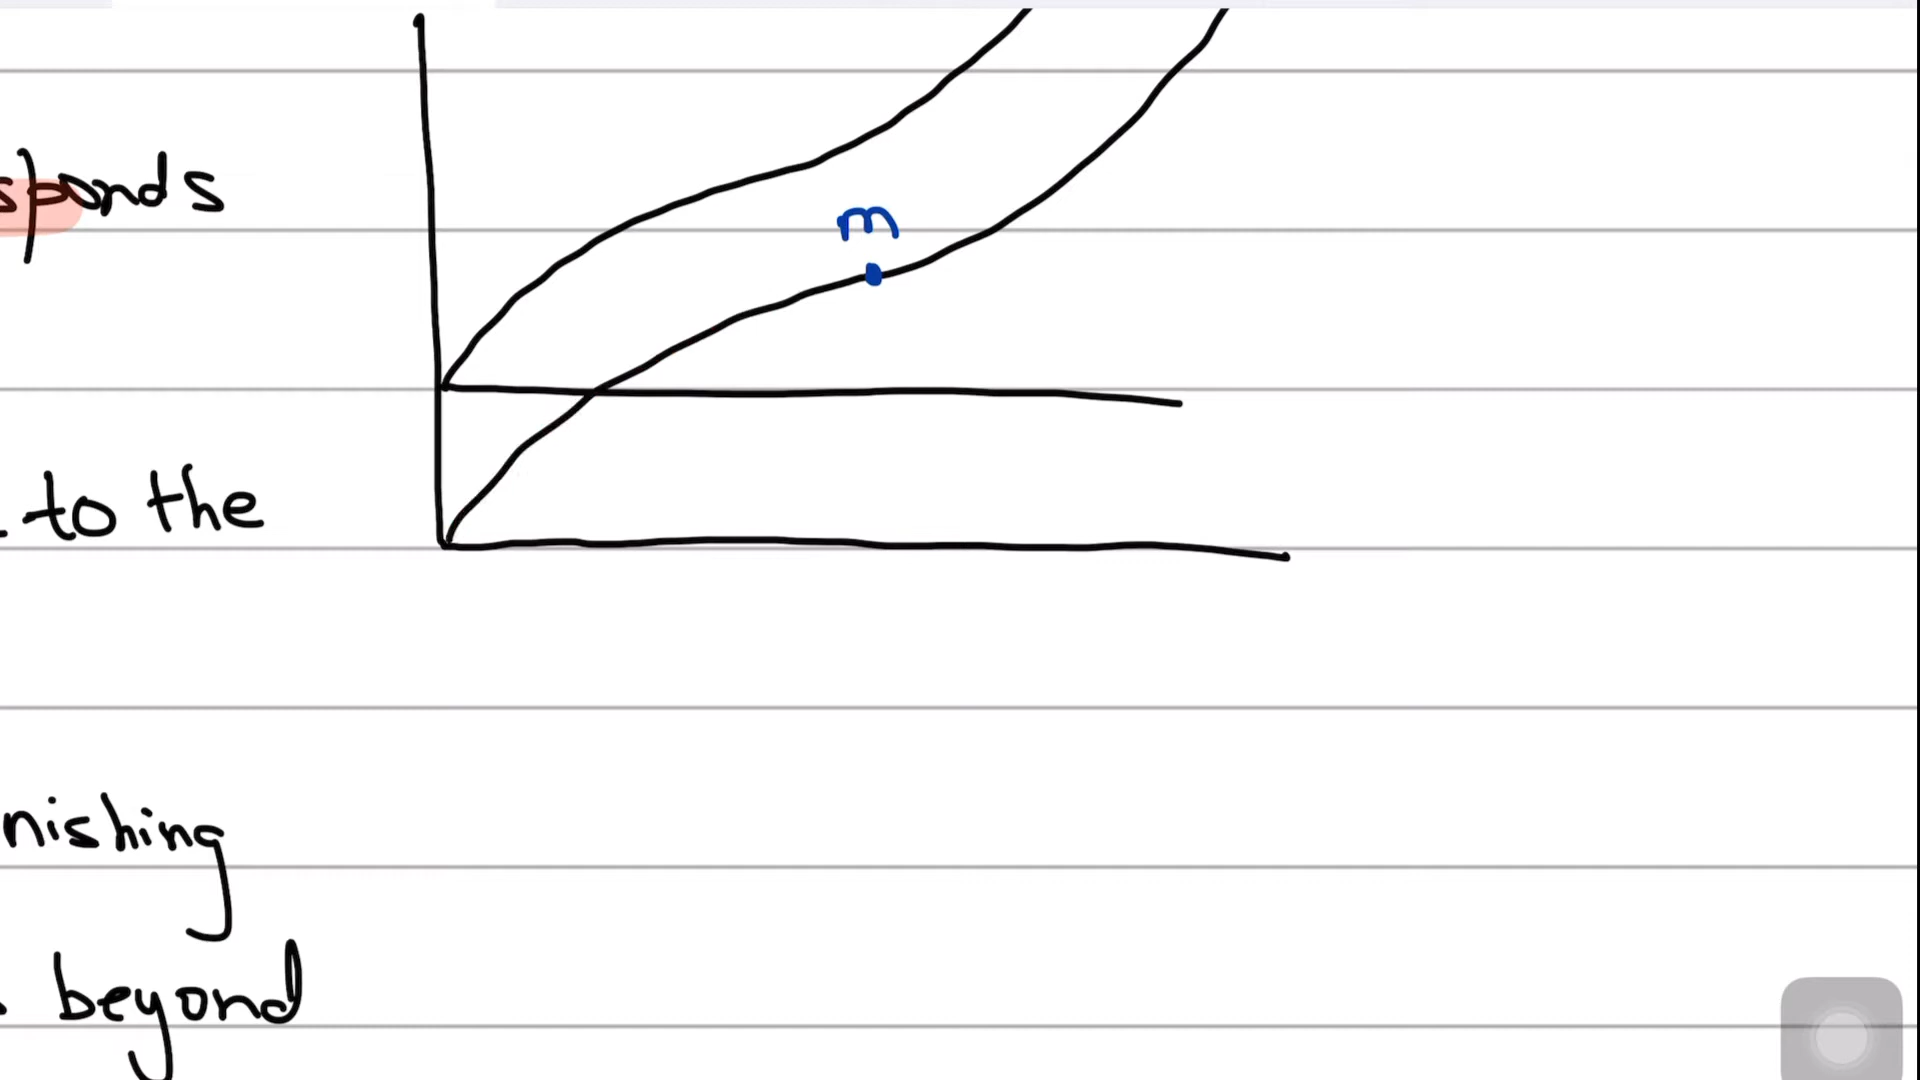 sponds
m
. to the
nishing
beyond